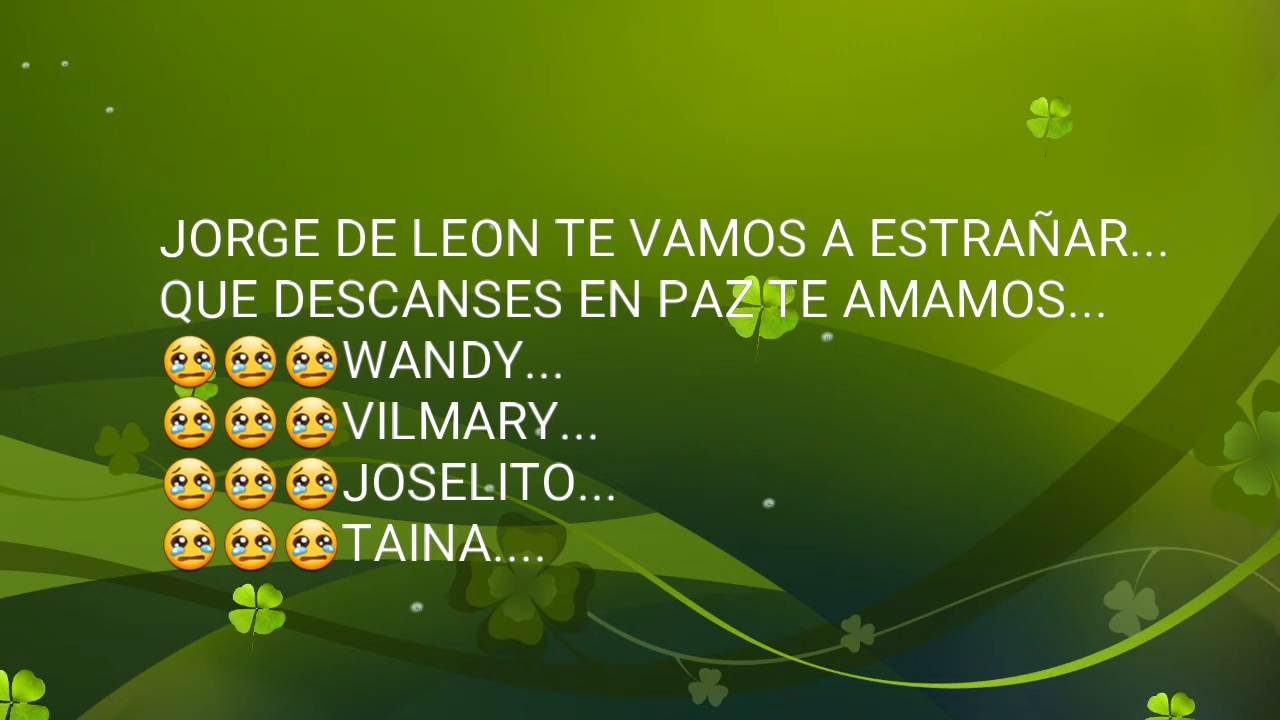 JORGE DE LEON TE VAMOS A ESTRAÑAR...
QUE DESCANSES EN PAZ TE AMAMOS...
😢😢😢WANDY...
😢😢😢VILMARY...
😢😢😢JOSELITO...
😢😢😢TAINA....